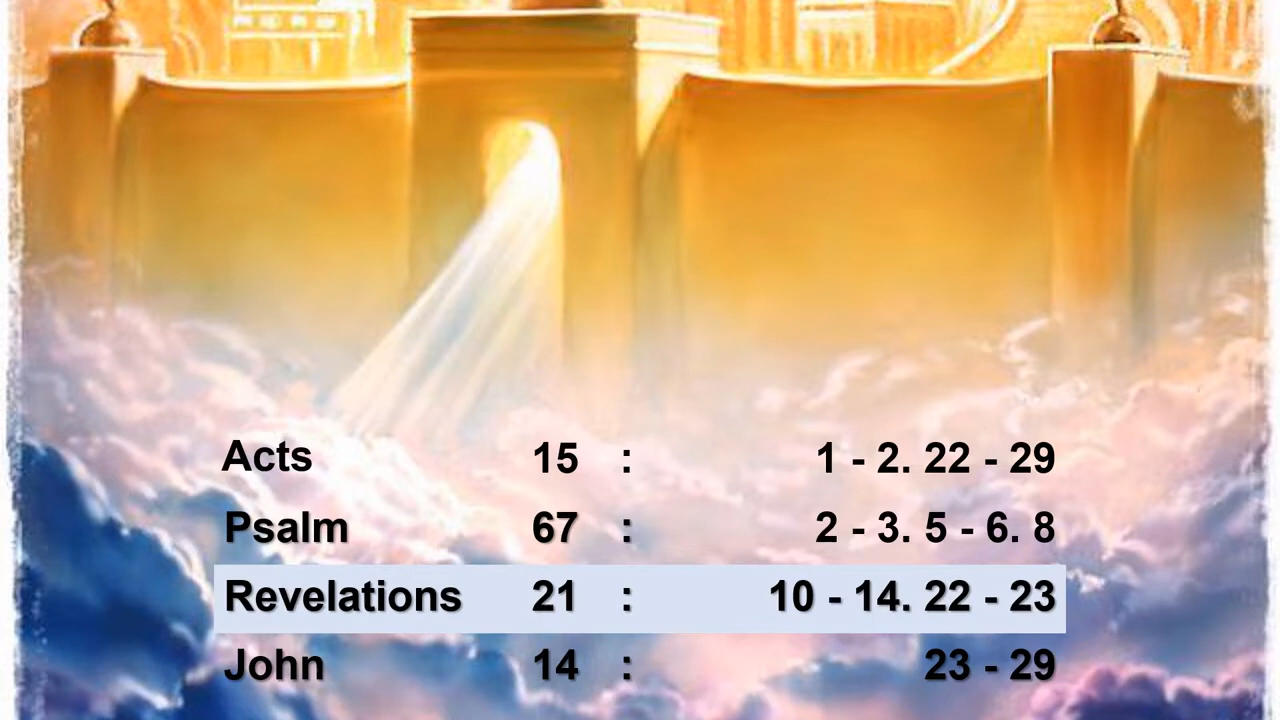 Acts 15 : 1 - 2. 22 - 29
Psalm 67 : 2 - 3. 5 - 6. 8
Revelations 21 : 10 - 14. 22 - 23
John 14 : 23 - 29